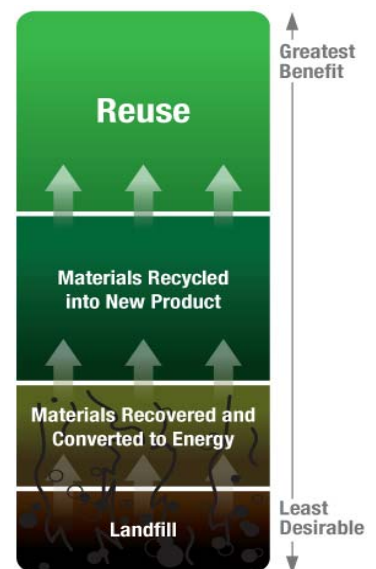 Greatest
Benefit
Reuse
Materials Recycled
into New Product
Materials Recovered and
Converted to Energy
Landfill
Least
Desirable